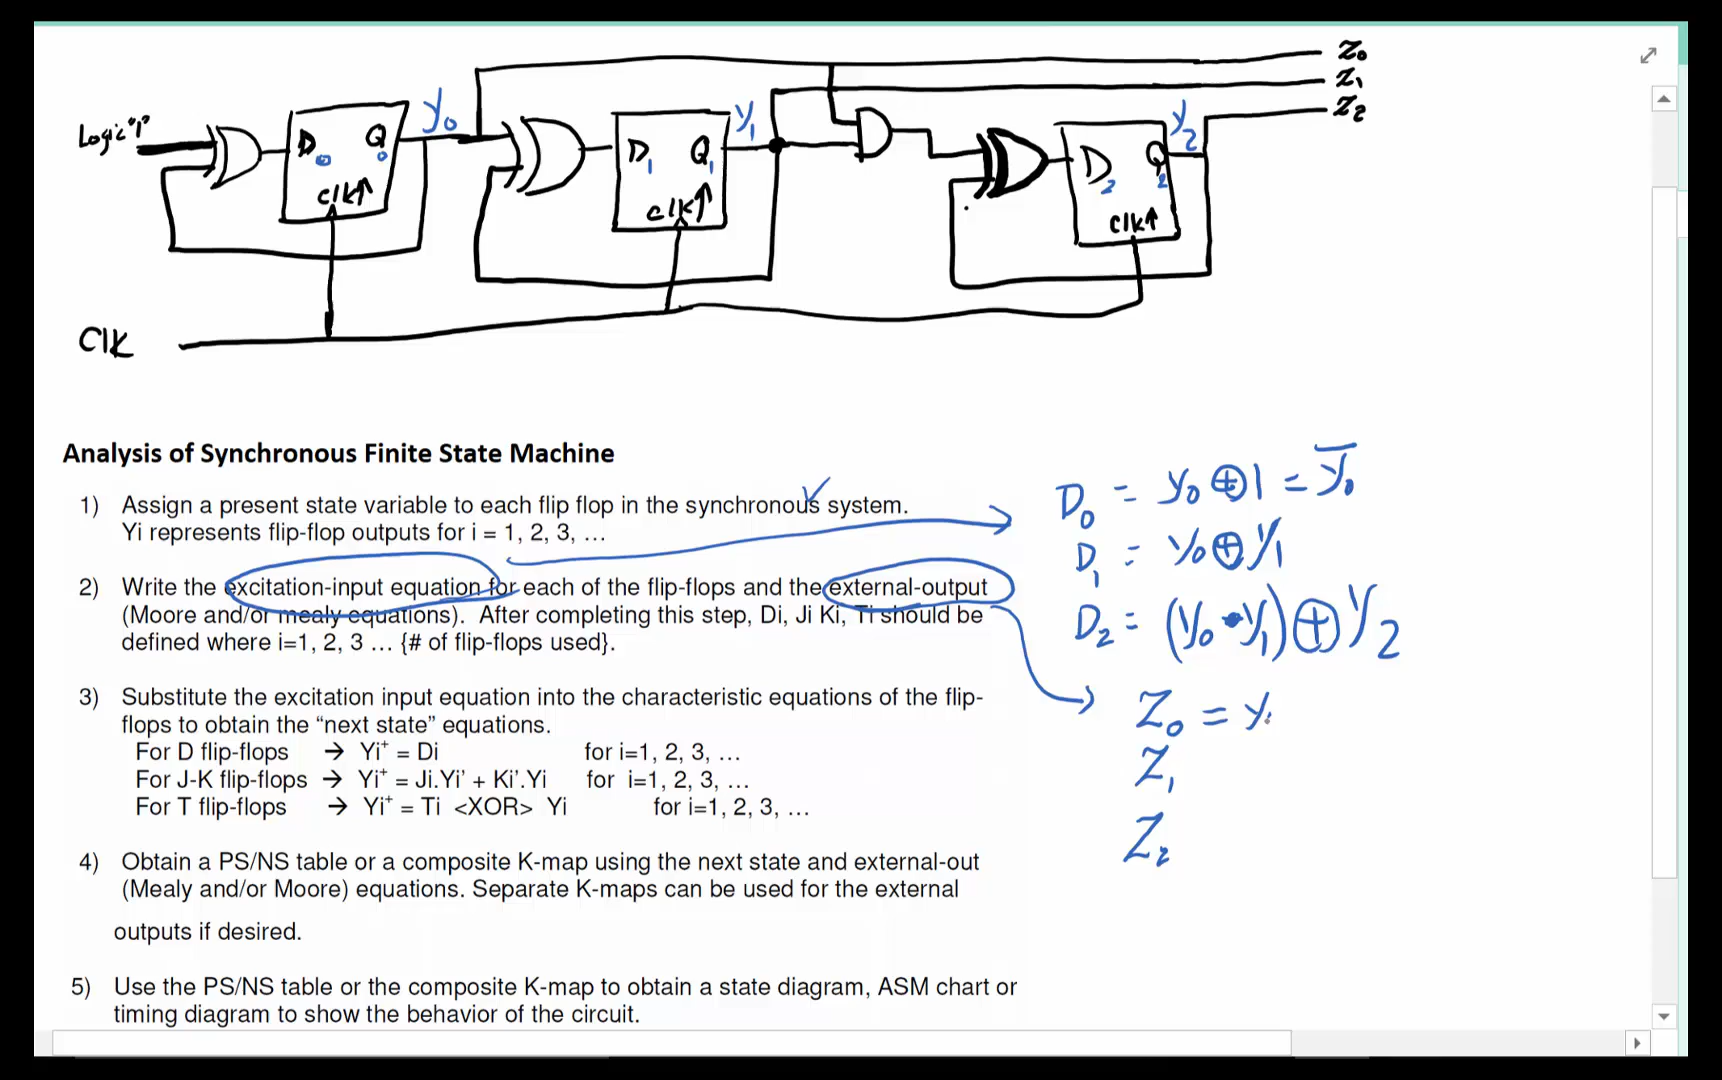 Z₀
Z₁
Z₂
Logic "1"
D₀ Q₀ y₀
Clk↑
D₁ Q₁ y₁
Clk↑
D₂ Q₂ y₂
Clk↑
Clk
Analysis of Synchronous Finite State Machine
1) Assign a present state variable to each flip flop in the synchronous system.
Yi represents flip-flop outputs for i = 1, 2, 3, …
2) Write the excitation-input equation for each of the flip-flops and the external-output
(Moore and/or mealy equations). After completing this step, Di, Ji Ki, Ti should be
defined where i=1, 2, 3 … {# of flip-flops used}.
3) Substitute the excitation input equation into the characteristic equations of the flip-
flops to obtain the “next state” equations.
For D flip-flops → Yi⁺ = Di for i=1, 2, 3, …
For J-K flip-flops → Yi⁺ = Ji.Yi' + Ki'.Yi for i=1, 2, 3, …
For T flip-flops → Yi⁺ = Ti <XOR> Yi for i=1, 2, 3, …
4) Obtain a PS/NS table or a composite K-map using the next state and external-out
(Mealy and/or Moore) equations. Separate K-maps can be used for the external
outputs if desired.
5) Use the PS/NS table or the composite K-map to obtain a state diagram, ASM chart or
timing diagram to show the behavior of the circuit.
D₀ = y₀ ⊕ 1 = y̅₀
D₁ = y₀ ⊕ y₁
D₂ = (y₀ • y₁) ⊕ y₂
Z₀ = y
Z₁
Z₂